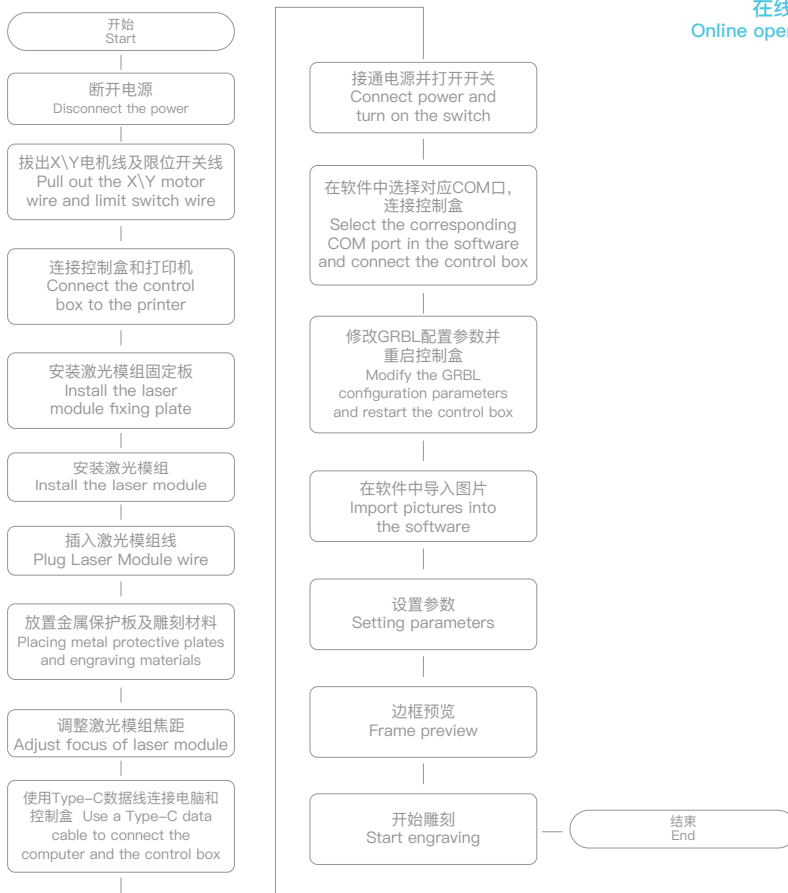 在线
Online oper
开始
Start
断开电源
Disconnect the power
拔出X\Y电机线及限位开关线
Pull out the X\Y motor
wire and limit switch wire
连接控制盒和打印机
Connect the control
box to the printer
安装激光模组固定板
Install the laser
module fixing plate
安装激光模组
Install the laser module
插入激光模组线
Plug Laser Module wire
放置金属保护板及雕刻材料
Placing metal protective plates
and engraving materials
调整激光模组焦距
Adjust focus of laser module
使用Type-C数据线连接电脑和
控制盒 Use a Type-C data
cable to connect the
computer and the control box
接通电源并打开开关
Connect power and
turn on the switch
在软件中选择对应COM口，
连接控制盒
Select the corresponding
COM port in the software
and connect the control box
修改GRBL配置参数并
重启控制盒
Modify the GRBL
configuration parameters
and restart the control box
在软件中导入图片
Import pictures into
the software
设置参数
Setting parameters
边框预览
Frame preview
开始雕刻
Start engraving
结束
End